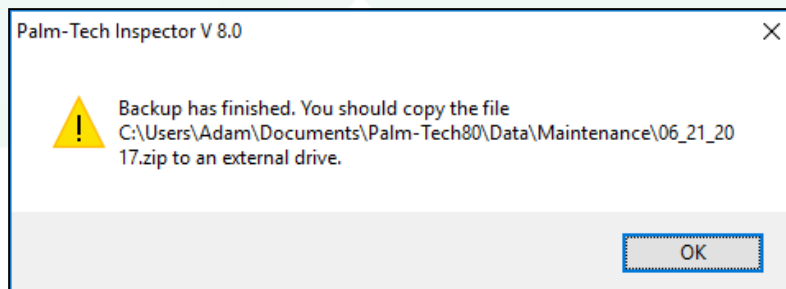 Palm-Tech Inspector V 8.0
Backup has finished. You should copy the file
C:\Users\Adam\Documents\Palm-Tech80\Data\Maintenance\06_21_20
17.zip to an external drive.
OK